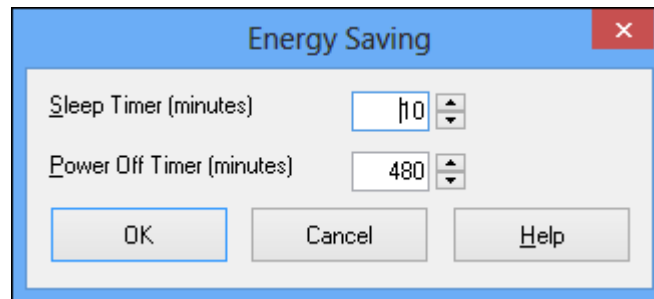 Energy Saving
Sleep Timer (minutes) 10
Power Off Timer (minutes) 480
OK Cancel Help